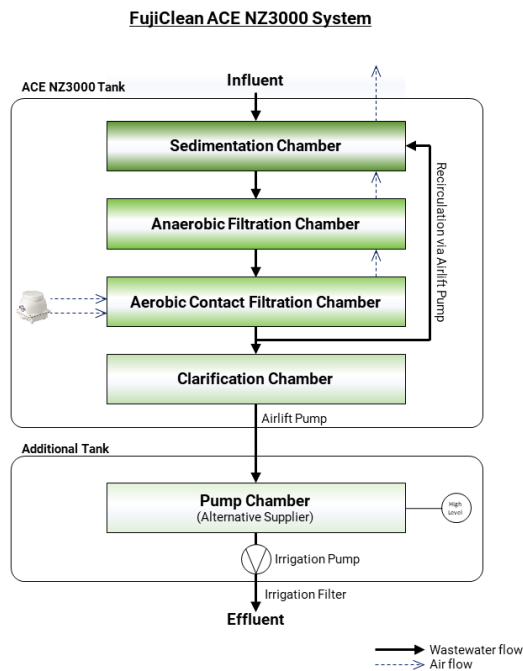 FujiClean ACE NZ3000 System
ACE NZ3000 Tank
Influent
Sedimentation Chamber
Anaerobic Filtration Chamber
Aerobic Contact Filtration Chamber
Recirculation via Airlift Pump
Clarification Chamber
Airlift Pump
Additional Tank
Pump Chamber
(Alternative Supplier)
High
Level
Irrigation Pump
Irrigation Filter
Effluent
Wastewater flow
Air flow